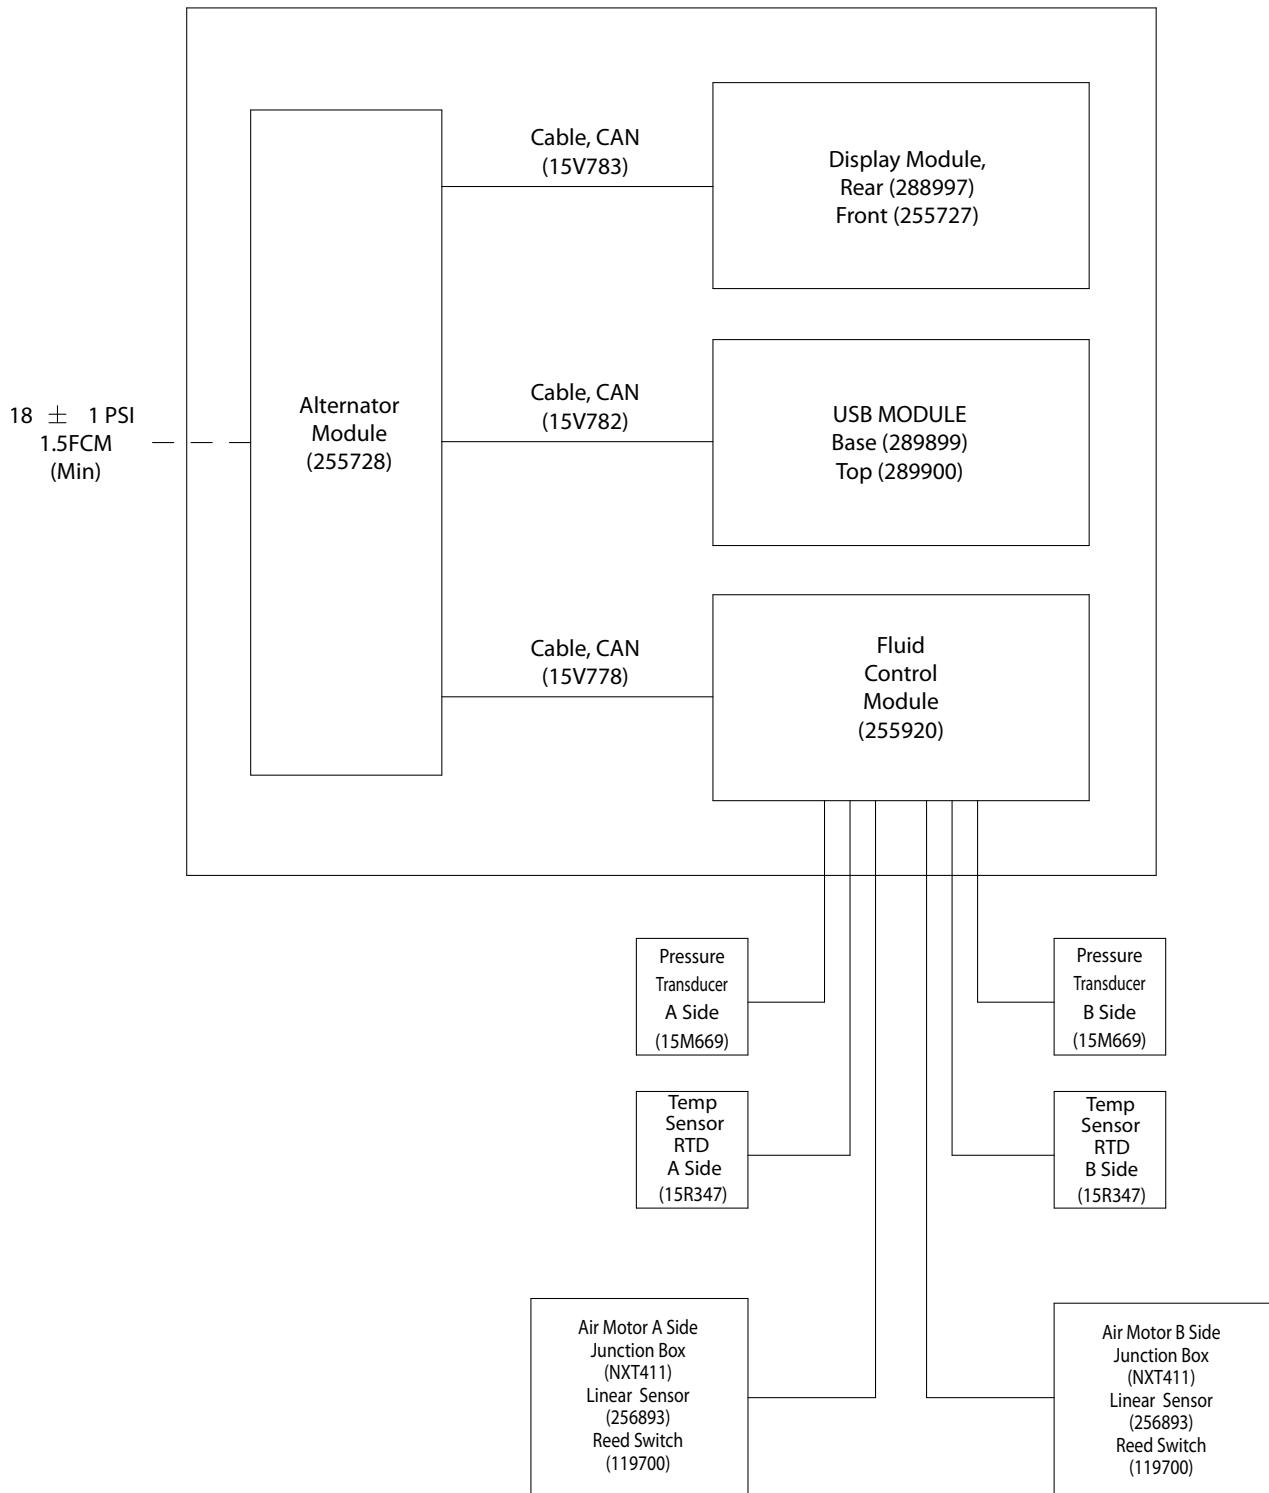 Cable, CAN
(15V783)
Display Module,
Rear (288997)
Front (255727)
18 ± 1 PSI
1.5FCM
(Min)
Alternator
Module
(255728)
Cable, CAN
(15V782)
USB MODULE
Base (289899)
Top (289900)
Cable, CAN
(15V778)
Fluid
Control
Module
(255920)
Pressure
Transducer
A Side
(15M669)
Pressure
Transducer
B Side
(15M669)
Temp
Sensor
RTD
A Side
(15R347)
Temp
Sensor
RTD
B Side
(15R347)
Air Motor A Side
Junction Box
(NXT411)
Linear Sensor
(256893)
Reed Switch
(119700)
Air Motor B Side
Junction Box
(NXT411)
Linear Sensor
(256893)
Reed Switch
(119700)